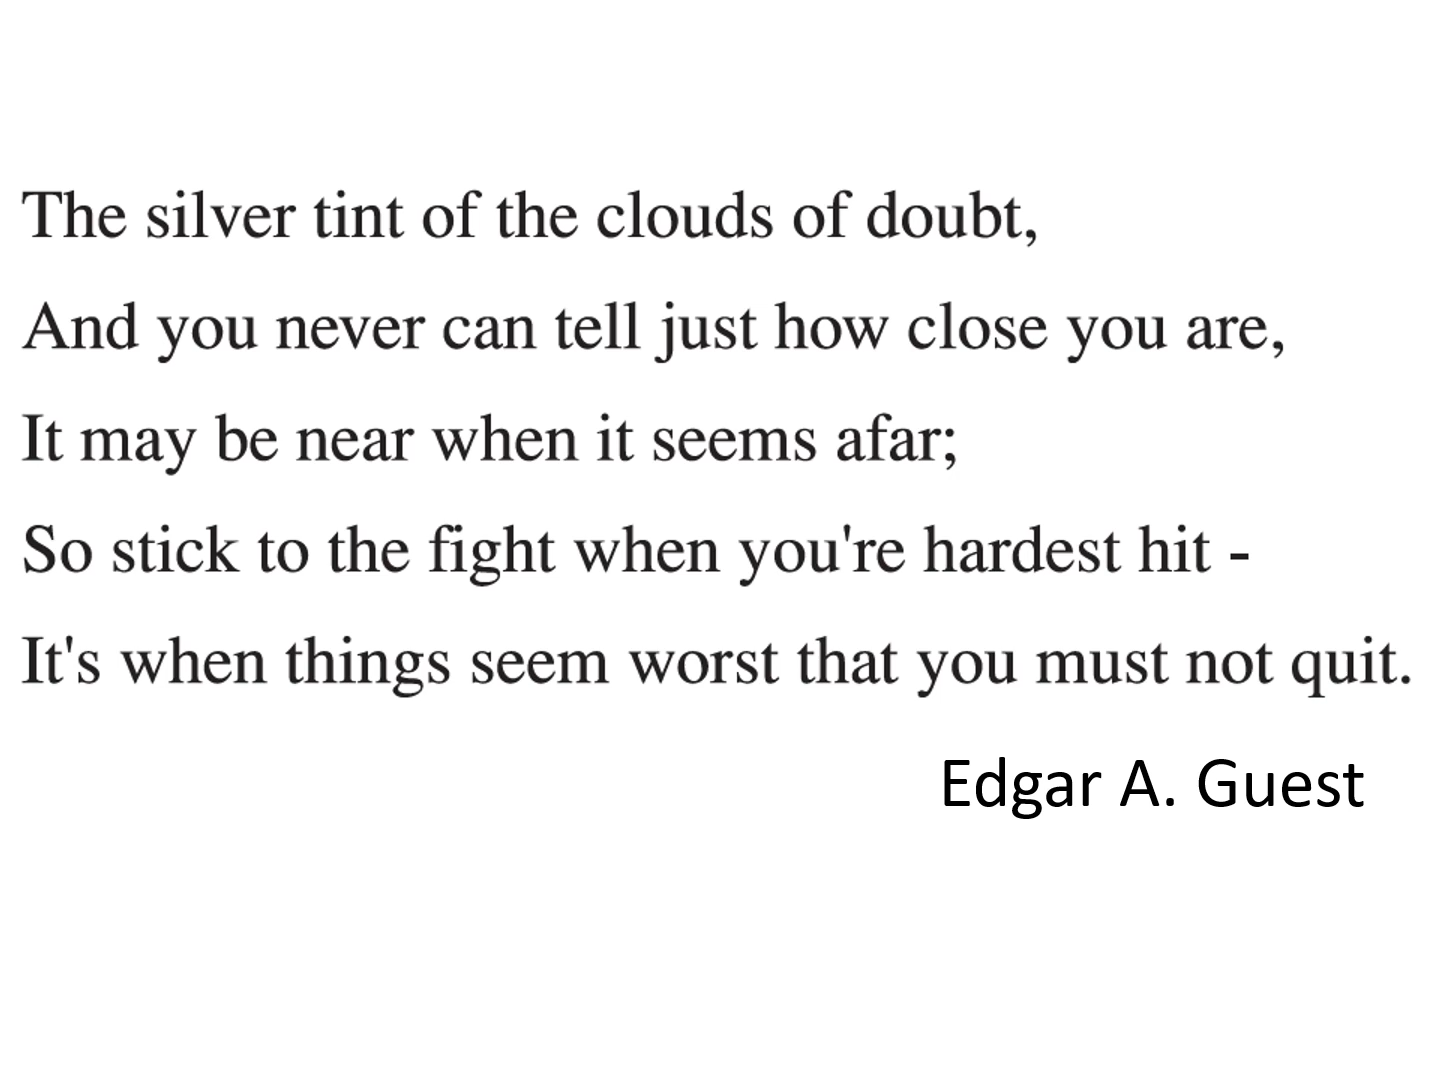 The silver tint of the clouds of doubt,
And you never can tell just how close you are,
It may be near when it seems afar;
So stick to the fight when you're hardest hit -
It's when things seem worst that you must not quit.
Edgar A. Guest